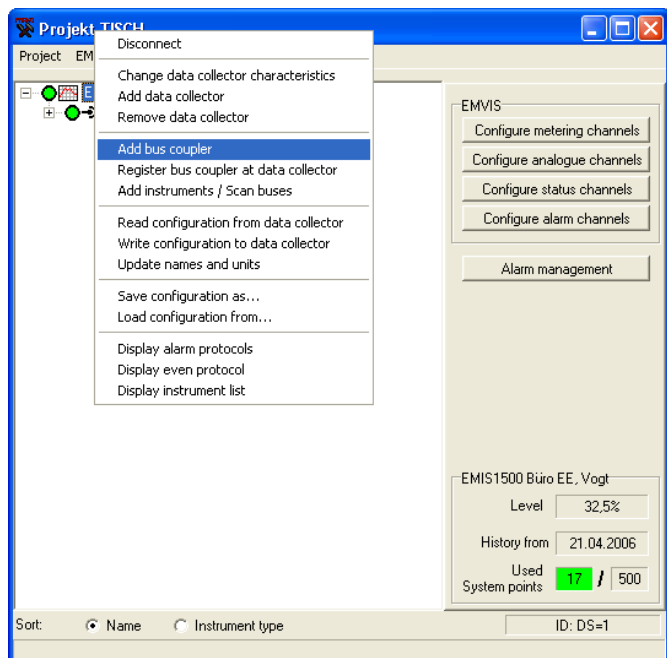 Projekt TISCH
Project EM
E
Disconnect
Change data collector characteristics
Add data collector
Remove data collector
Add bus coupler
Register bus coupler at data collector
Add instruments / Scan buses
Read configuration from data collector
Write configuration to data collector
Update names and units
Save configuration as...
Load configuration from...
Display alarm protocols
Display even protocol
Display instrument list
EMVIS
Configure metering channels
Configure analogue channels
Configure status channels
Configure alarm channels
Alarm management
EMIS1500 Büro EE, Vogt
Level 32,5%
History from 21.04.2006
Used
System points 17 / 500
Sort: Name Instrument type ID: DS=1